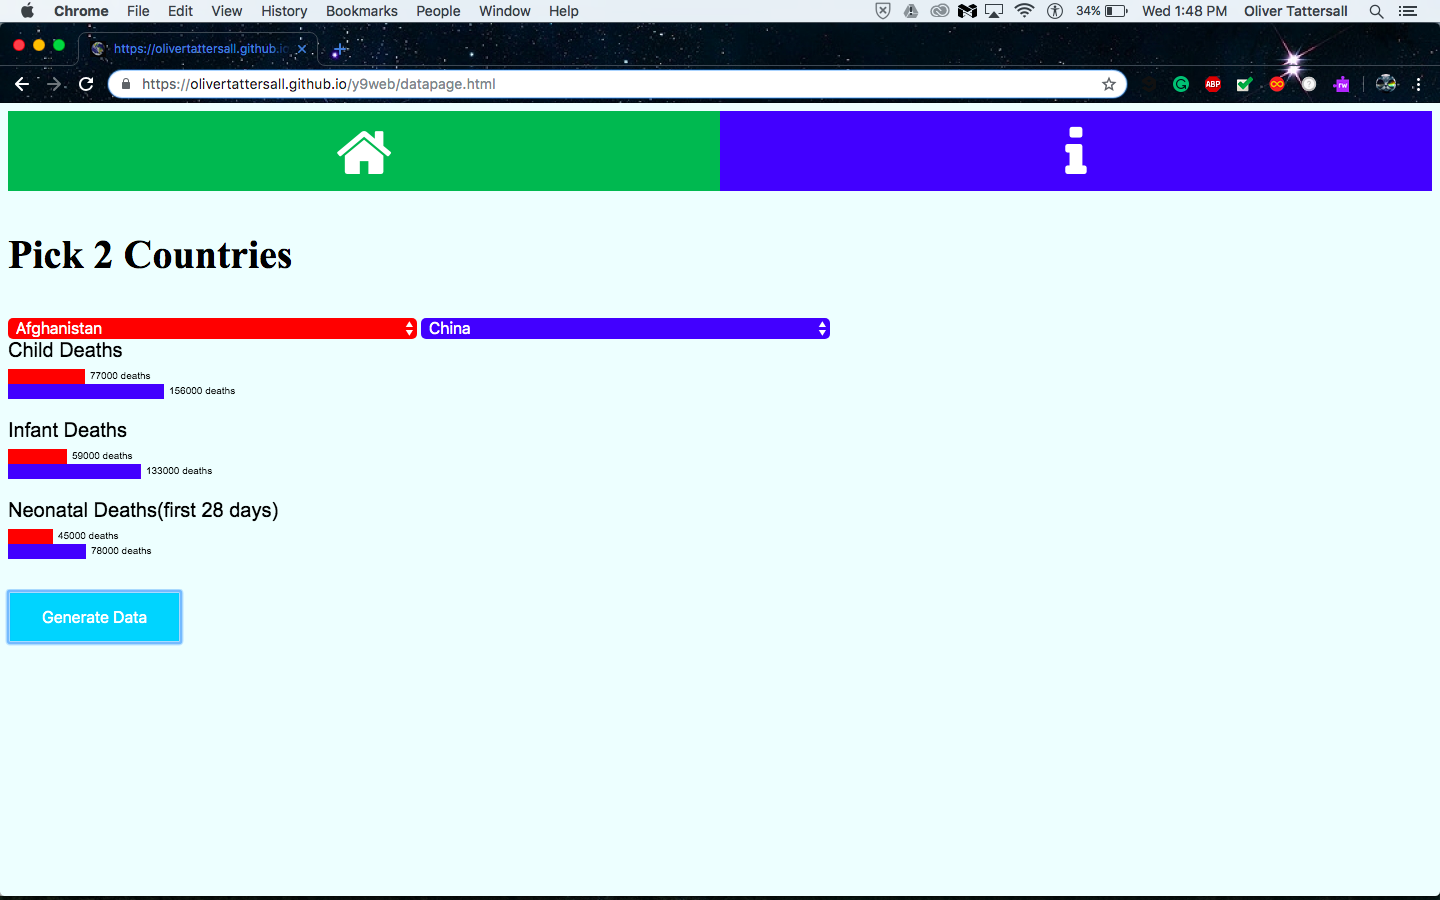 Chrome File Edit View History Bookmarks People Window Help 34% Wed 1:48 PM Oliver Tattersall
https://olivertattersall.github.io
https://olivertattersall.github.io/y9web/datapage.html ABP rw
Pick 2 Countries
Afghanistan China
Child Deaths
77000 deaths
156000 deaths
Infant Deaths
59000 deaths
133000 deaths
Neonatal Deaths(first 28 days)
45000 deaths
78000 deaths
Generate Data